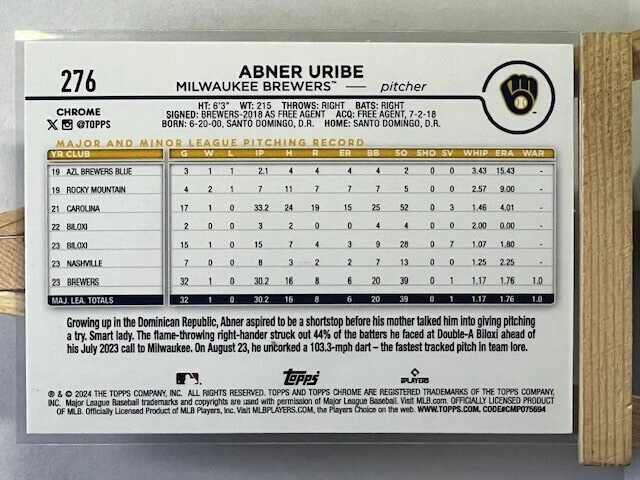 276
ABNER URIBE
MILWAUKEE BREWERS™ — pitcher
CHROME
X @TOPPS
HT: 6'3" WT: 215 THROWS: RIGHT BATS: RIGHT
SIGNED: BREWERS-2018 AS FREE AGENT ACQ: FREE AGENT, 7-2-18
BORN: 6-20-00, SANTO DOMINGO, D.R. HOME: SANTO DOMINGO, D.R.
MAJOR AND MINOR LEAGUE PITCHING RECORD
YR CLUB G W L IP H R ER BB SO SHO SV WHIP ERA WAR
19 AZL BREWERS BLUE 3 1 1 2.1 4 4 4 4 2 0 0 3.43 15.43 -
19 ROCKY MOUNTAIN 4 2 1 7 11 7 7 7 5 0 0 2.57 9.00 -
21 CAROLINA 17 1 0 33.2 24 19 15 25 52 0 3 1.46 4.01 -
22 BILOXI 2 0 0 3 2 0 0 4 4 0 0 2.00 0.00 -
23 BILOXI 15 1 0 15 7 4 3 9 28 0 7 1.07 1.80 -
23 NASHVILLE 7 0 0 8 3 2 2 7 13 0 0 1.25 2.25 -
23 BREWERS 32 1 0 30.2 16 8 6 20 39 0 1 1.17 1.76 1.0
MAJ. LEA. TOTALS 32 1 0 30.2 16 8 6 20 39 0 1 1.17 1.76 1.0
Growing up in the Dominican Republic, Abner aspired to be a shortstop before his mother talked him into giving pitching
a try. Smart lady. The flame-throwing right-hander struck out 44% of the batters he faced at Double-A Biloxi ahead of
his July 2023 call to Milwaukee. On August 23, he uncorked a 103.3-mph dart – the fastest tracked pitch in team lore.
topps
PLAYERS
® & © 2024 THE TOPPS COMPANY, INC. ALL RIGHTS RESERVED. TOPPS AND TOPPS CHROME ARE REGISTERED TRADEMARKS OF THE TOPPS COMPANY,
INC. Major League Baseball trademarks and copyrights are used with permission of Major League Baseball. Visit MLB.com. OFFICIALLY LICENSED PRODUCT
OF MLB. Officially Licensed Product of MLB Players, Inc. Visit MLBPLAYERS.COM, the Players Choice on the web. WWW.TOPPS.COM. CODE#CMP075694